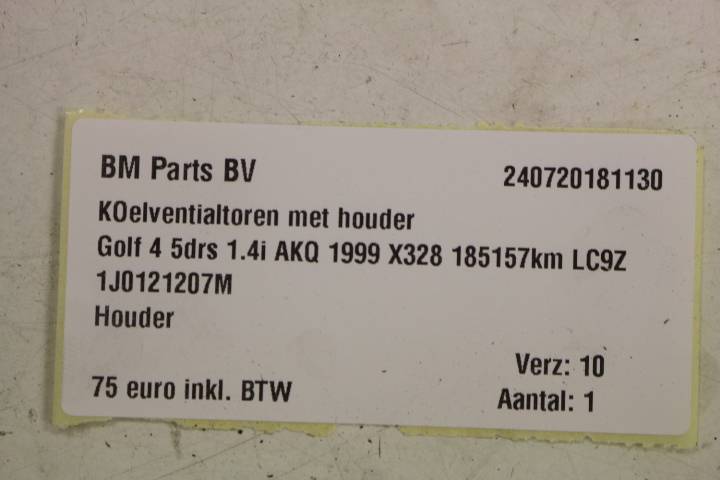 BM Parts BV 240720181130
KOelventialtoren met houder
Golf 4 5drs 1.4i AKQ 1999 X328 185157km LC9Z
1J0121207M
Houder
Verz: 10
75 euro inkl. BTW Aantal: 1